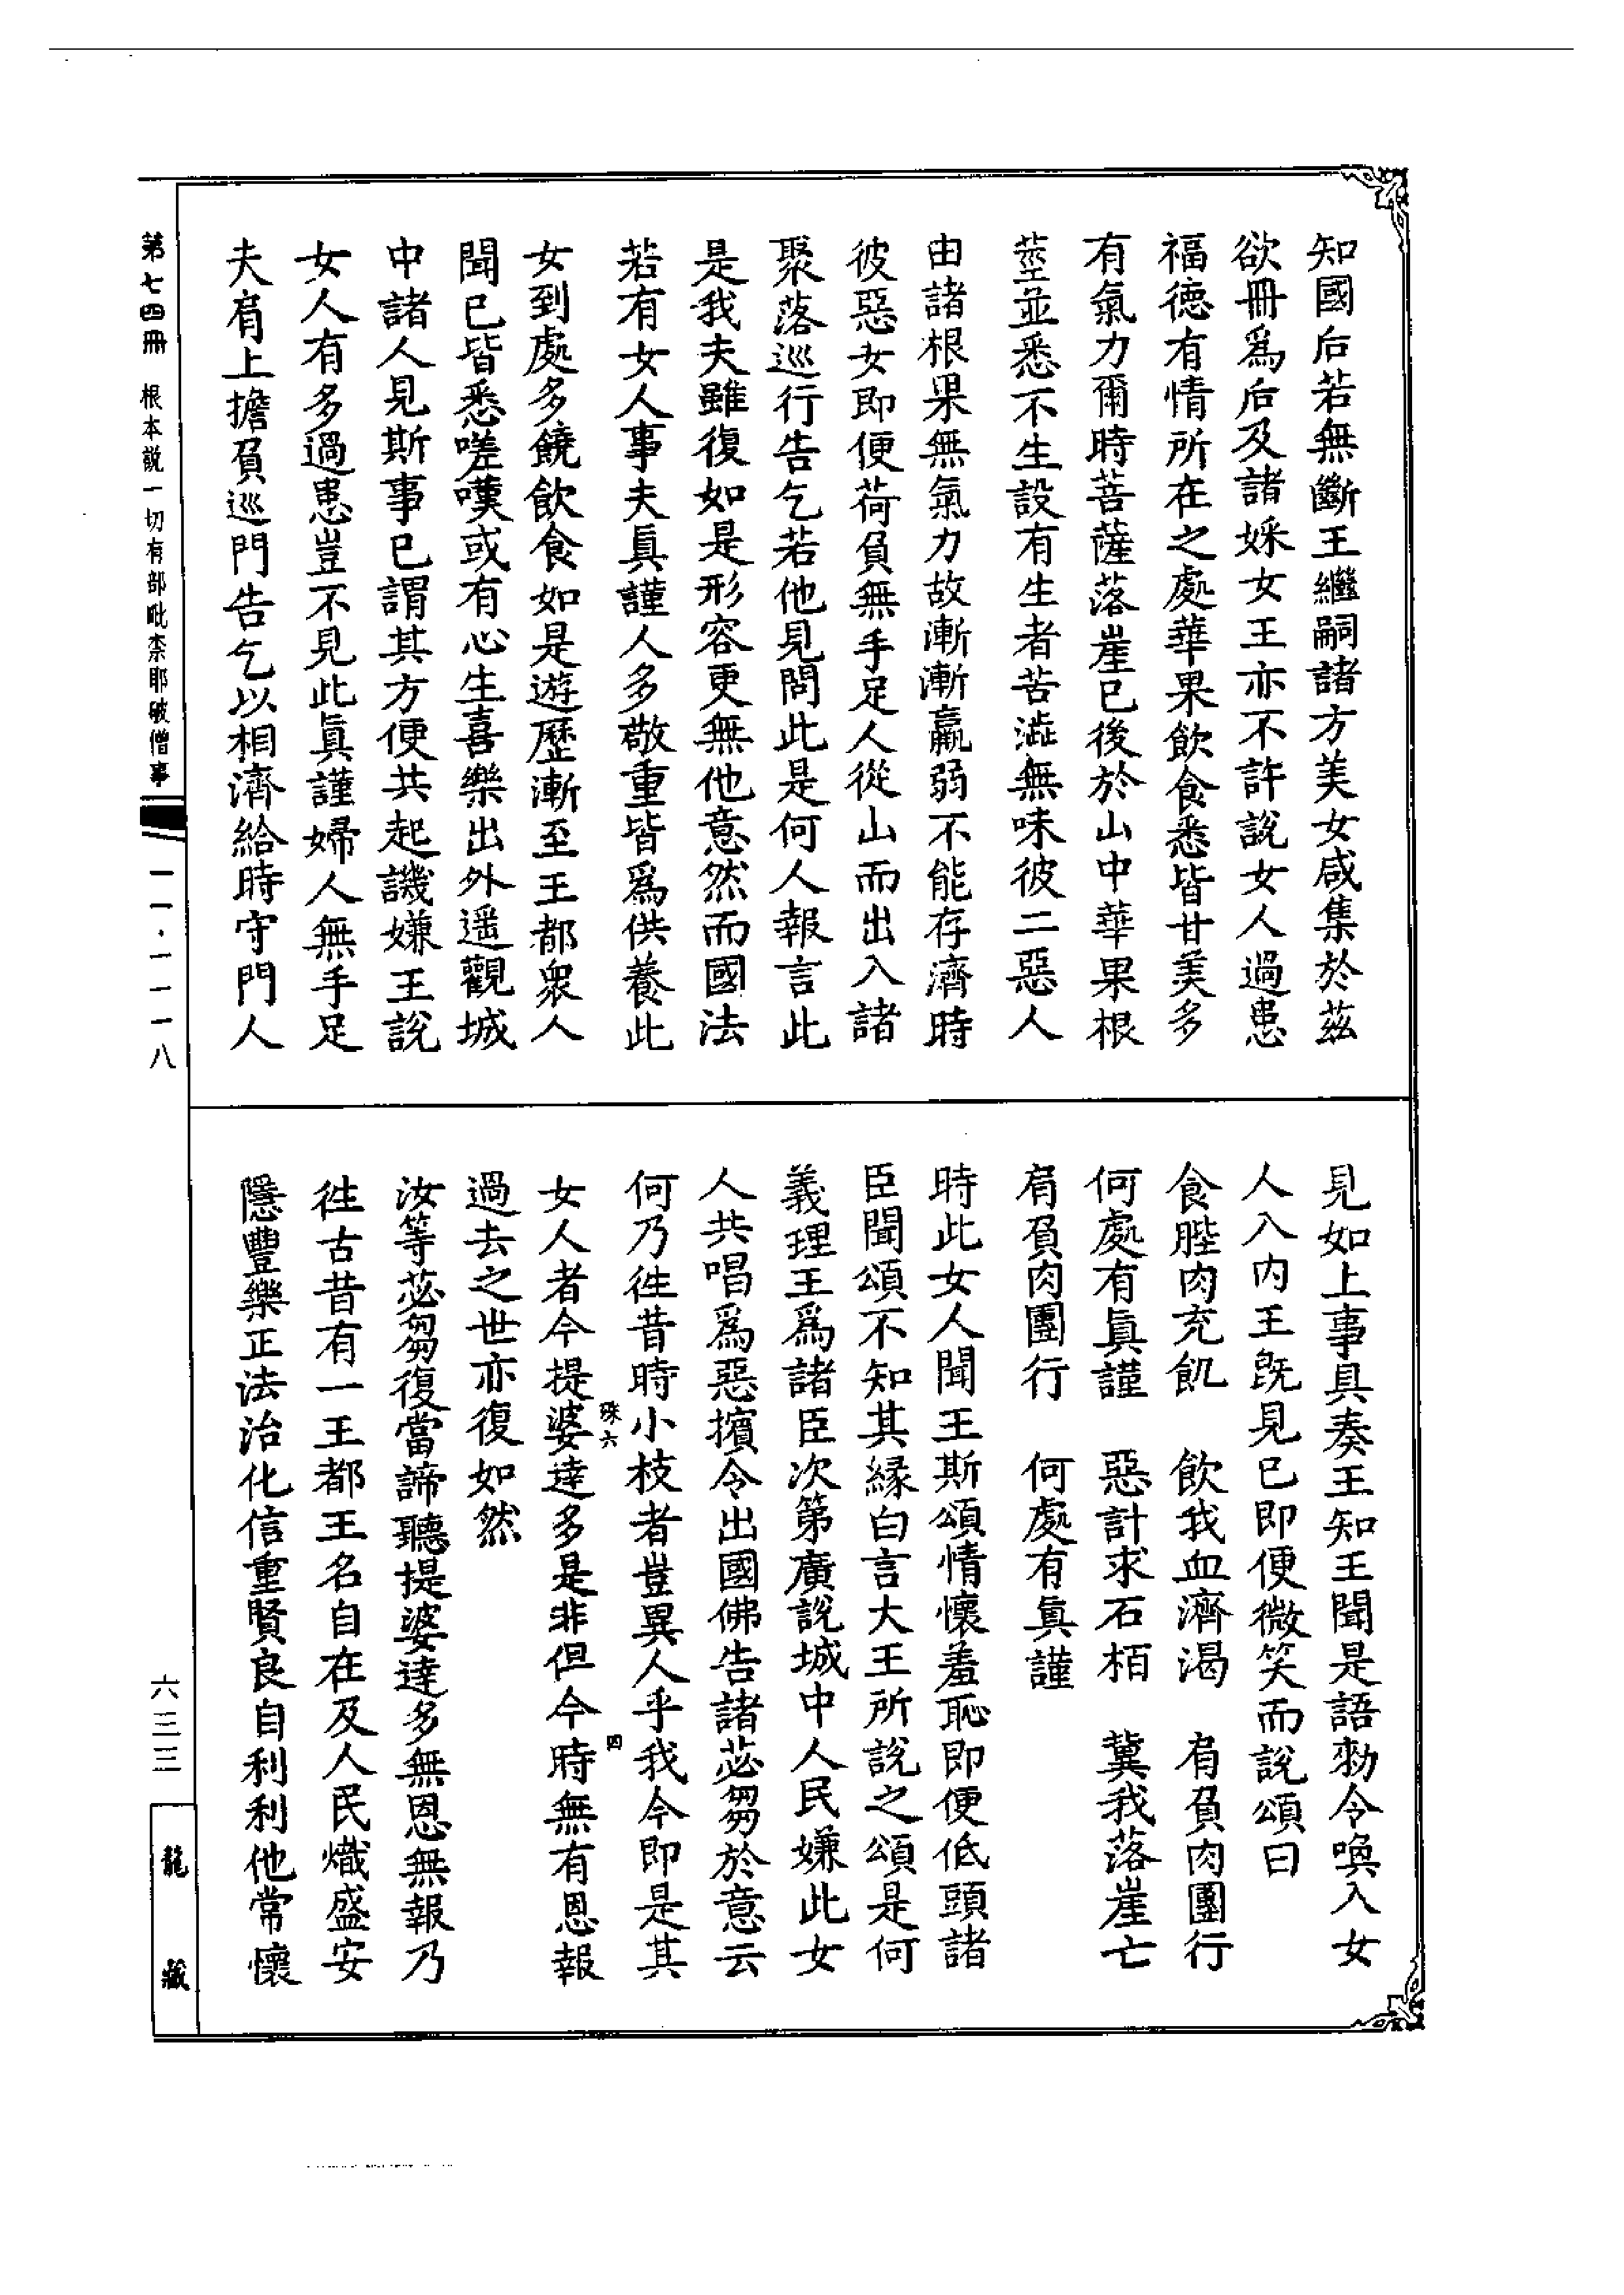 知國后若無斷王繼嗣諸方美女咸集於茲
欲冊爲后及諸婇女王亦不許說女人過患
福德有情所在之處華果飲食悉皆甘美多
有氣力爾時菩薩落崖已後於山中華果根
莖並悉不生設有生者苦澁無味彼二惡人
由諸根果無氣力故漸漸羸弱不能存濟時
彼惡女即便荷負無手足人從山而出入諸
聚落巡行告乞若他見問此是何人報言此
是我夫雖復如是形容更無他意然而國法
若有女人事夫眞謹人多敬重皆爲供養此
女到處多饒飲食如是遊歷漸至王都衆人
聞已皆悉嗟嘆或有心生喜樂出外遥觀城
中諸人見斯事已謂其方便共起譏嫌王說
女人有多過患豈不見此眞謹婦人無手足
夫肩上擔負巡門告乞以相濟給時守門人
見如上事具奏王知王聞是語勑令喚入女
人入內王旣見已即便微笑而說頌曰
食䏶肉充飢　飲我血濟渴　肩負肉團行
何處有眞謹　惡計求石栢　冀我落崖亡
肩負肉團行　何處有眞謹
時此女人聞王斯頌情懷羞恥即便低頭諸
臣聞頌不知其縁白言大王所說之頌是何
義理王爲諸臣次第廣說城中人民嫌此女
人共唱爲惡擯令出國佛告諸苾芻於意云
何乃徃昔時小枝者豈異人乎我今即是其
女人者今提婆達多是非但今時無有恩報
過去之世亦復如然
汝等苾芻復當諦聽提婆達多無恩無報乃
徃古昔有一王都王名自在及人民熾盛安
隱豐樂正法治化信重賢良自利利他常懷
殊六
四
第七四冊　根本說一切有部毗柰耶破僧事
一一·一一一八
六三三
龍藏